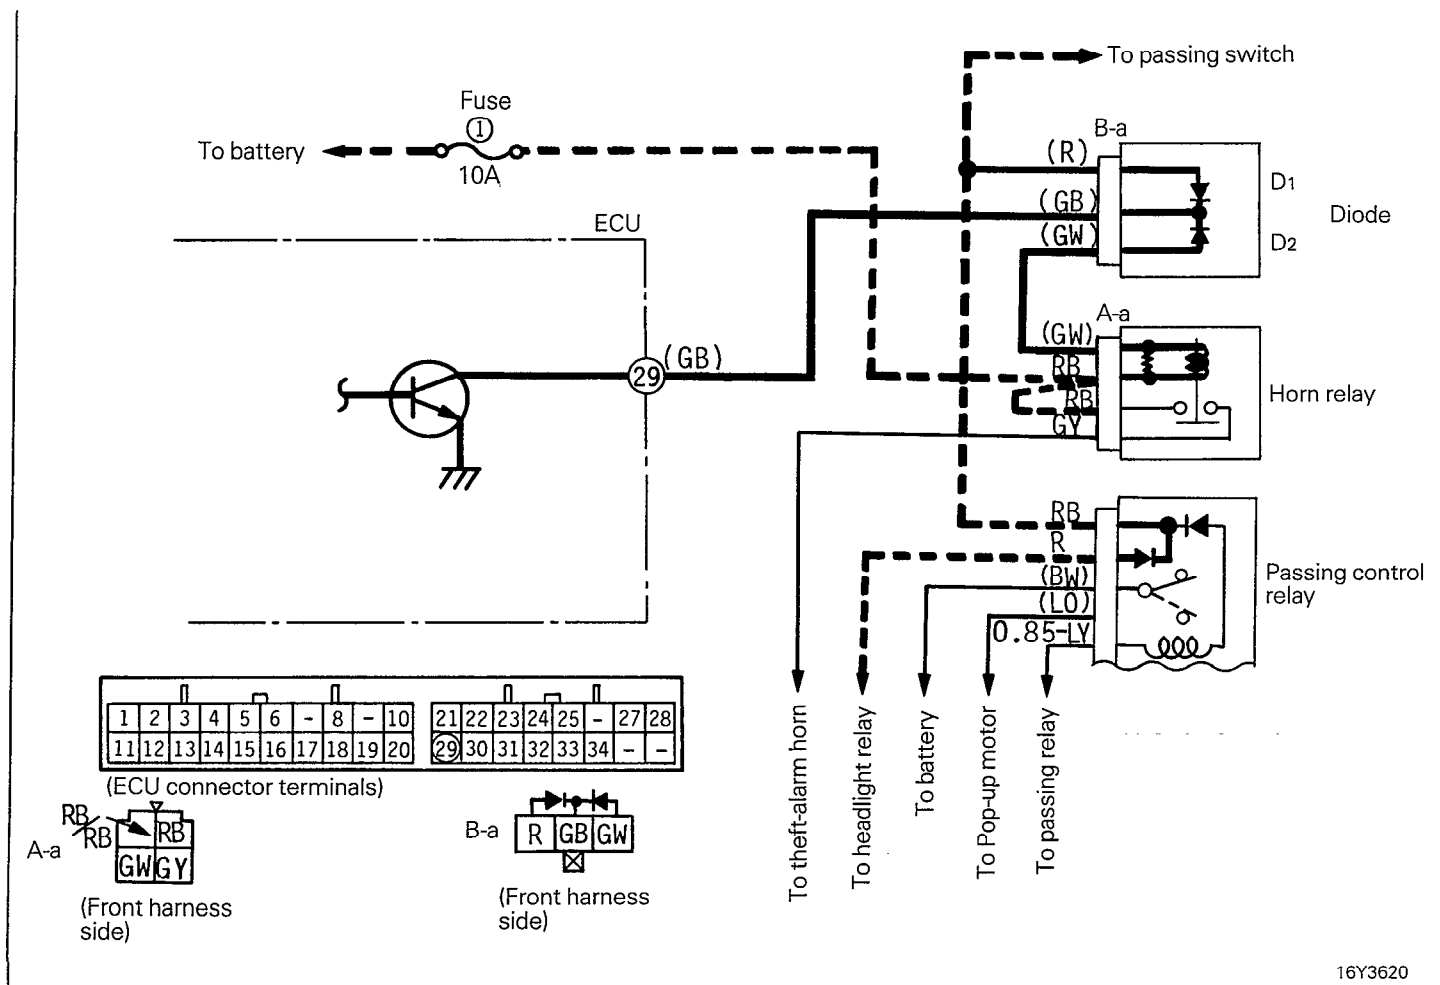 To passing switch
Fuse
1
To battery
10A
B-a
(R)
D1
(GB)
Diode
ECU
(GW)
D2
A-a
(GW)
29
(GB)
RB
Horn relay
RB
GY
RB
R
(BW)
Passing control
relay
(LO)
0.85-LY
1 2 3 4 5 6 - 8 - 10
21 22 23 24 25 - 27 28
11 12 13 14 15 16 17 18 19 20
29 30 31 32 33 34 - -
(ECU connector terminals)
To theft-alarm horn
To headlight relay
To battery
To Pop-up motor
To passing relay
RB
RB
RB
A-a
GW GY
(Front harness
side)
B-a
R GB GW
(Front harness
side)
16Y3620